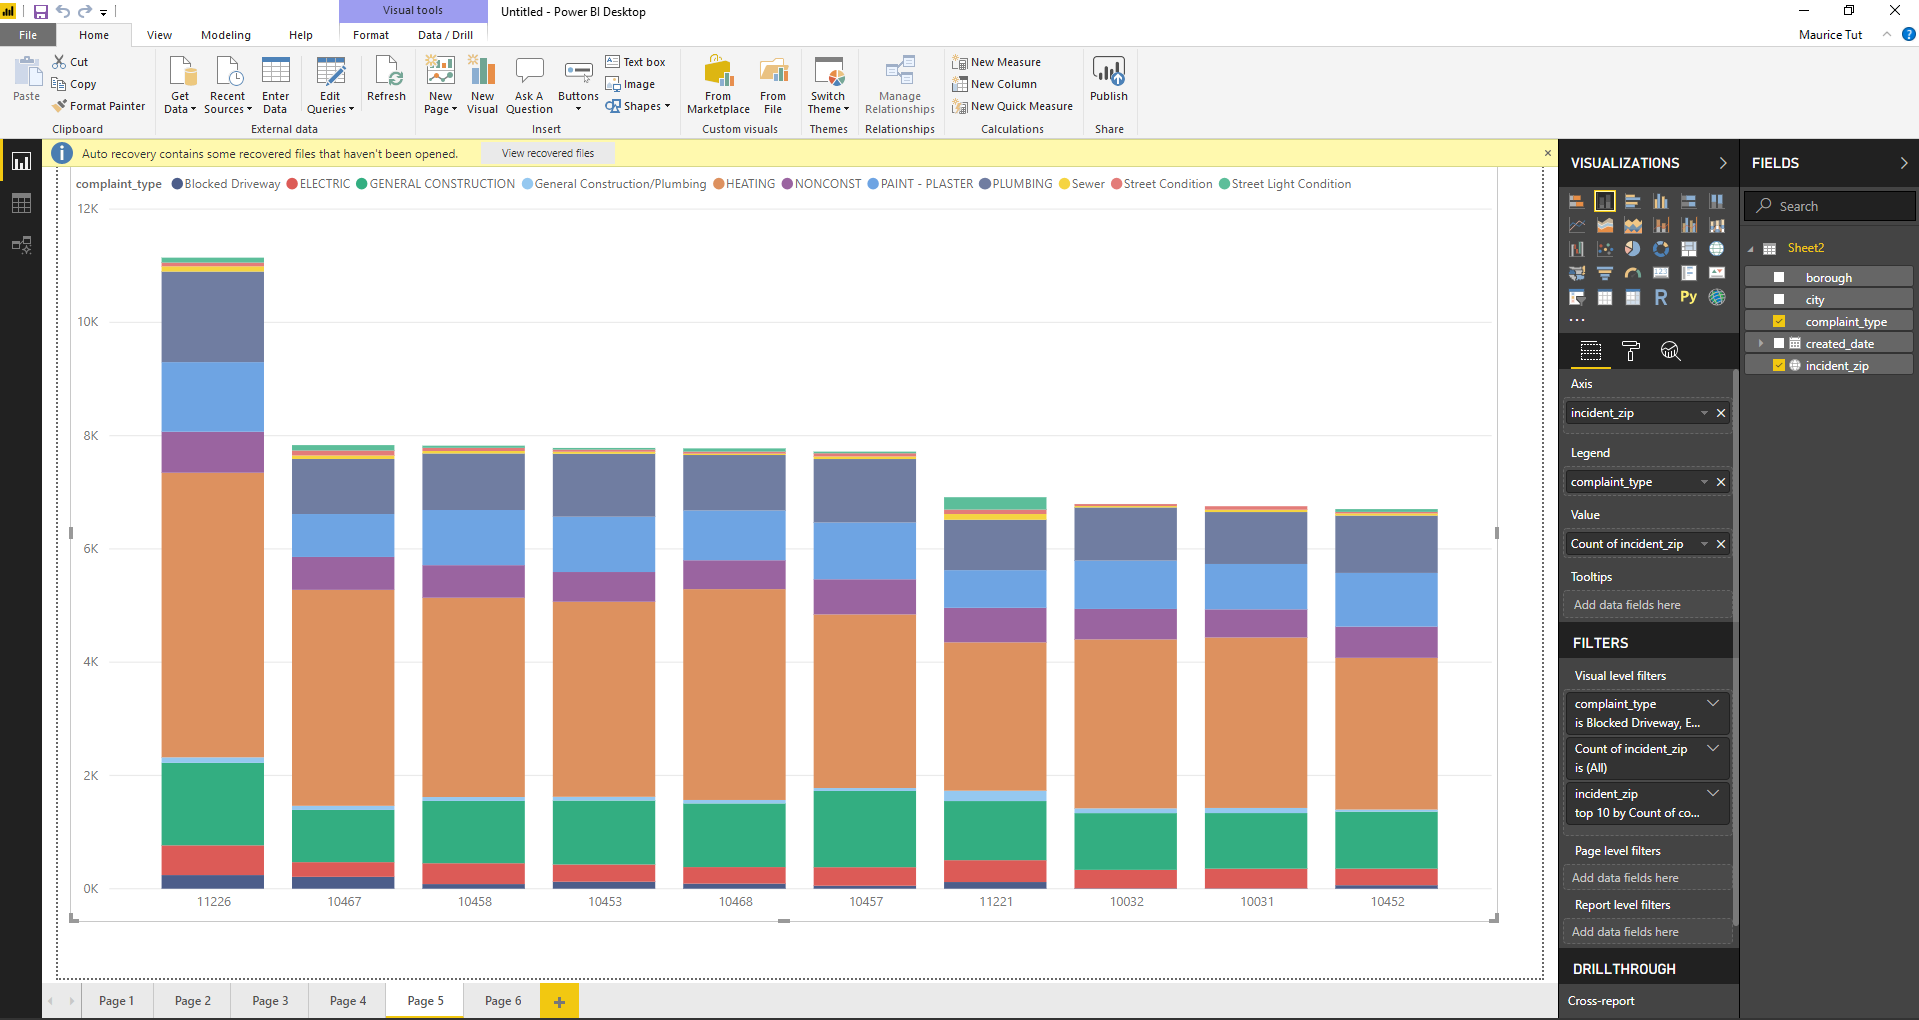 Visual tools
Untitled - Power BI Desktop
File Home View Modeling Help Format Data / Drill
Maurice Tut
?
Paste
Cut
Copy
Format Painter
Clipboard
Get Data
Recent Sources
Enter Data
Edit Queries
Refresh
External data
New Page
New Visual
Ask A Question
Buttons
Text box
Image
Shapes
Insert
From Marketplace
From File
Custom visuals
Switch Theme
Themes
Manage Relationships
Relationships
New Measure
New Column
New Quick Measure
Calculations
Publish
Share
Auto recovery contains some recovered files that haven't been opened.
View recovered files
complaint_type Blocked Driveway ELECTRIC GENERAL CONSTRUCTION General Construction/Plumbing HEATING NONCONST PAINT - PLASTER PLUMBING Sewer Street Condition Street Light Condition
12K
10K
8K
6K
4K
2K
0K
11226 10467 10458 10453 10468 10457 11221 10032 10031 10452
Page 1 Page 2 Page 3 Page 4 Page 5 Page 6 +
VISUALIZATIONS
R Py
...
Axis
incident_zip
Legend
complaint_type
Value
Count of incident_zip
Tooltips
Add data fields here
FILTERS
Visual level filters
complaint_type
is Blocked Driveway, E...
Count of incident_zip
is (All)
incident_zip
top 10 by Count of co...
Page level filters
Add data fields here
Report level filters
Add data fields here
DRILLTHROUGH
Cross-report
FIELDS
Search
Sheet2
borough
city
complaint_type
created_date
incident_zip